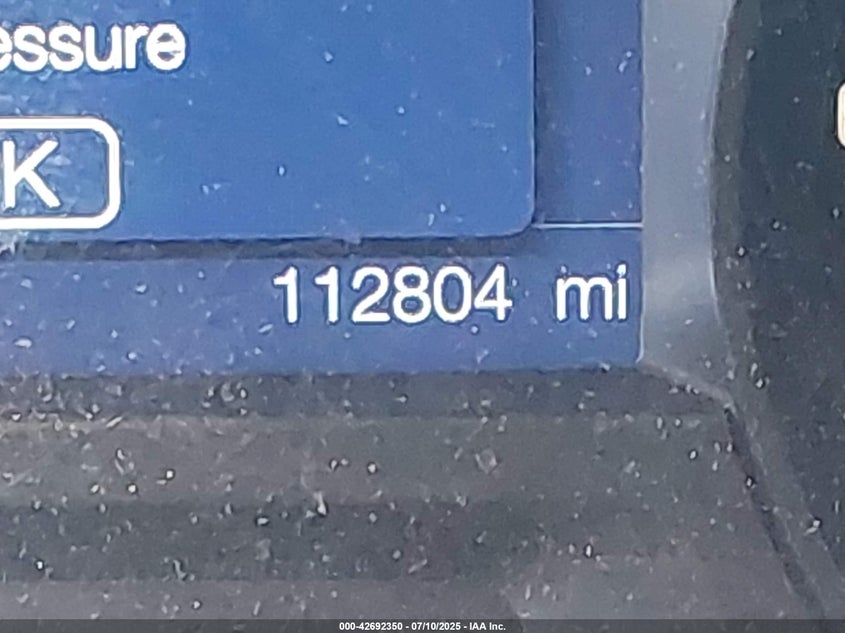 essure
K
112804 mi
000-42692350 - 07/10/2025 - IAA Inc.